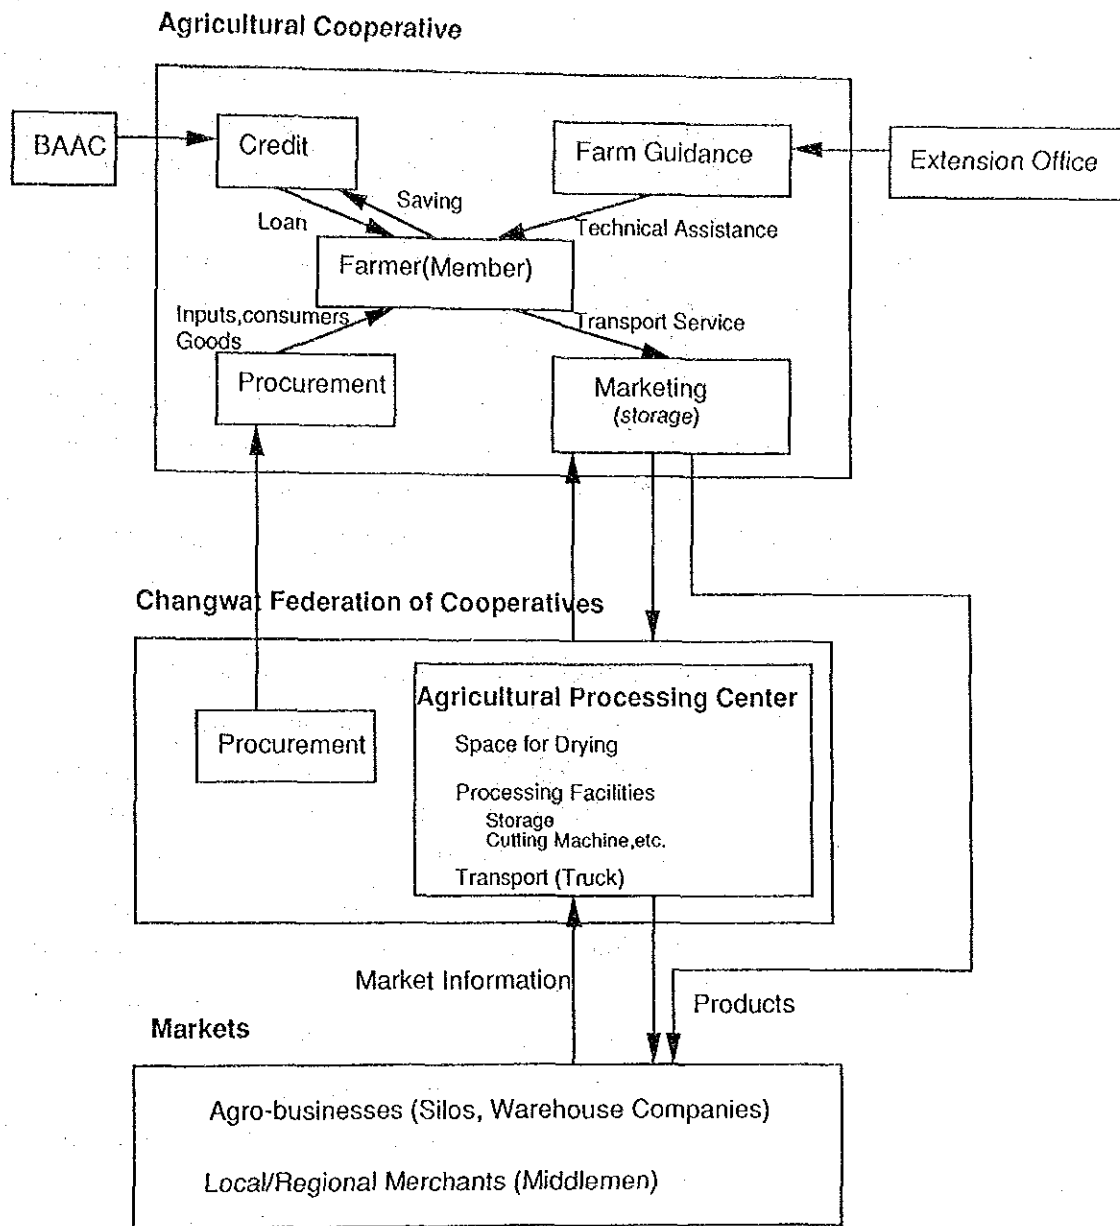 Agricultural Cooperative
BAAC
Credit
Farm Guidance
Extension Office
Saving
Loan
Technical Assistance
Farmer(Member)
Inputs,consumers
Goods
Transport Service
Procurement
Marketing
(storage)
Changwat Federation of Cooperatives
Agricultural Processing Center
Procurement
Space for Drying
Processing Facilities
Storage
Cutting Machine,etc.
Transport (Truck)
Market Information
Products
Markets
Agro-businesses (Silos, Warehouse Companies)
Local/Regional Merchants (Middlemen)